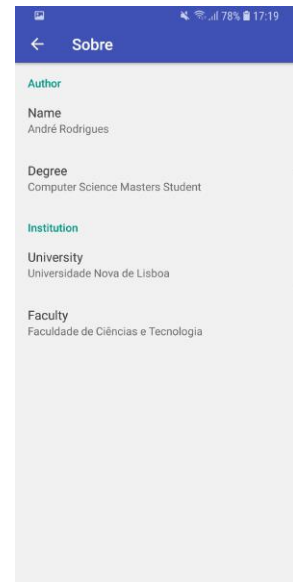 78% 17:19
Sobre
Author
Name
André Rodrigues
Degree
Computer Science Masters Student
Institution
University
Universidade Nova de Lisboa
Faculty
Faculdade de Ciências e Tecnologia